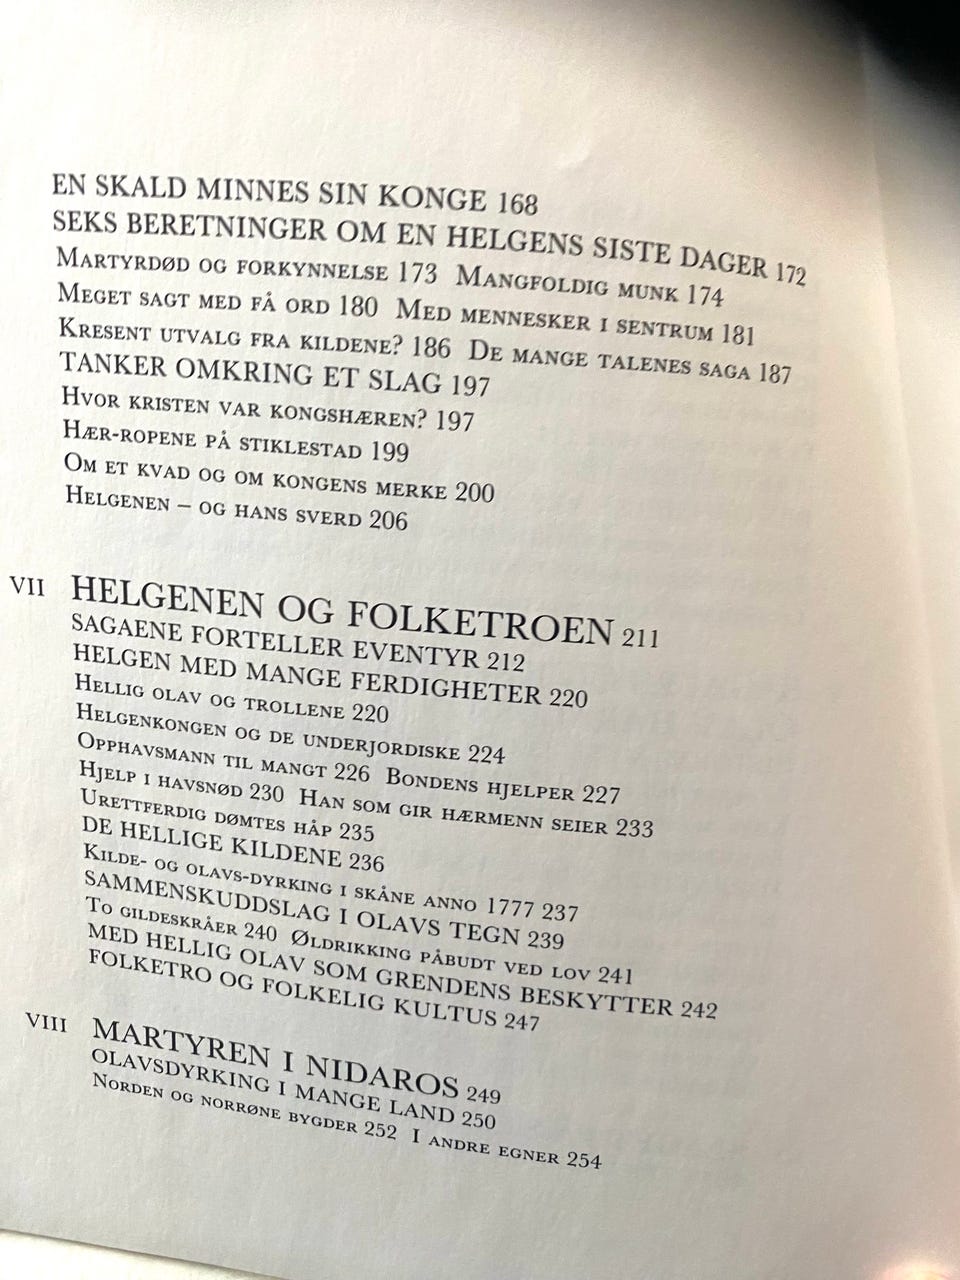 EN SKALD MINNES SIN KONGE 168
SEKS BERETNINGER OM EN HELGENS SISTE DAGER 172
MARTYRDØD OG FORKYNNELSE 173 MANGFOLDIG MUNK 174
MEGET SAGT MED FÅ ORD 180 MED MENNESKER I SENTRUM 181
KRESENT UTVALG FRA KILDENE? 186 DE MANGE TALENES SAGA 187
TANKER OMKRING ET SLAG 197
HVOR KRISTEN VAR KONGSHÆREN? 197
HÆR-ROPENE PÅ STIKLESTAD 199
OM ET KVAD OG OM KONGENS MERKE 200
HELGENEN – OG HANS SVERD 206
VII HELGENEN OG FOLKETROEN 211
SAGAENE FORTELLER EVENTYR 212
HELGEN MED MANGE FERDIGHETER 220
HELLIG OLAV OG TROLLENE 220
HELGENKONGEN OG DE UNDERJORDISKE 224
OPPHAVSMANN TIL MANGT 226 BONDENS HJELPER 227
HJELP I HAVSNØD 230 HAN SOM GIR HÆRMENN SEIER 233
URETTFERDIG DØMTES HÅP 235
DE HELLIGE KILDENE 236
KILDE- OG OLAVS-DYRKING I SKÅNE ANNO 1777 237
SAMMENSKUDDSLAG I OLAVS TEGN 239
TO GILDESKRÅER 240 ØLDRIKKING PÅBUDT VED LOV 241
MED HELLIG OLAV SOM GRENDENS BESKYTTER 242
FOLKETRO OG FOLKELIG KULTUS 247
VIII MARTYREN I NIDAROS 249
OLAVSDYRKING I MANGE LAND 250
NORDEN OG NORRØNE BYGDER 252 I ANDRE EGNER 254